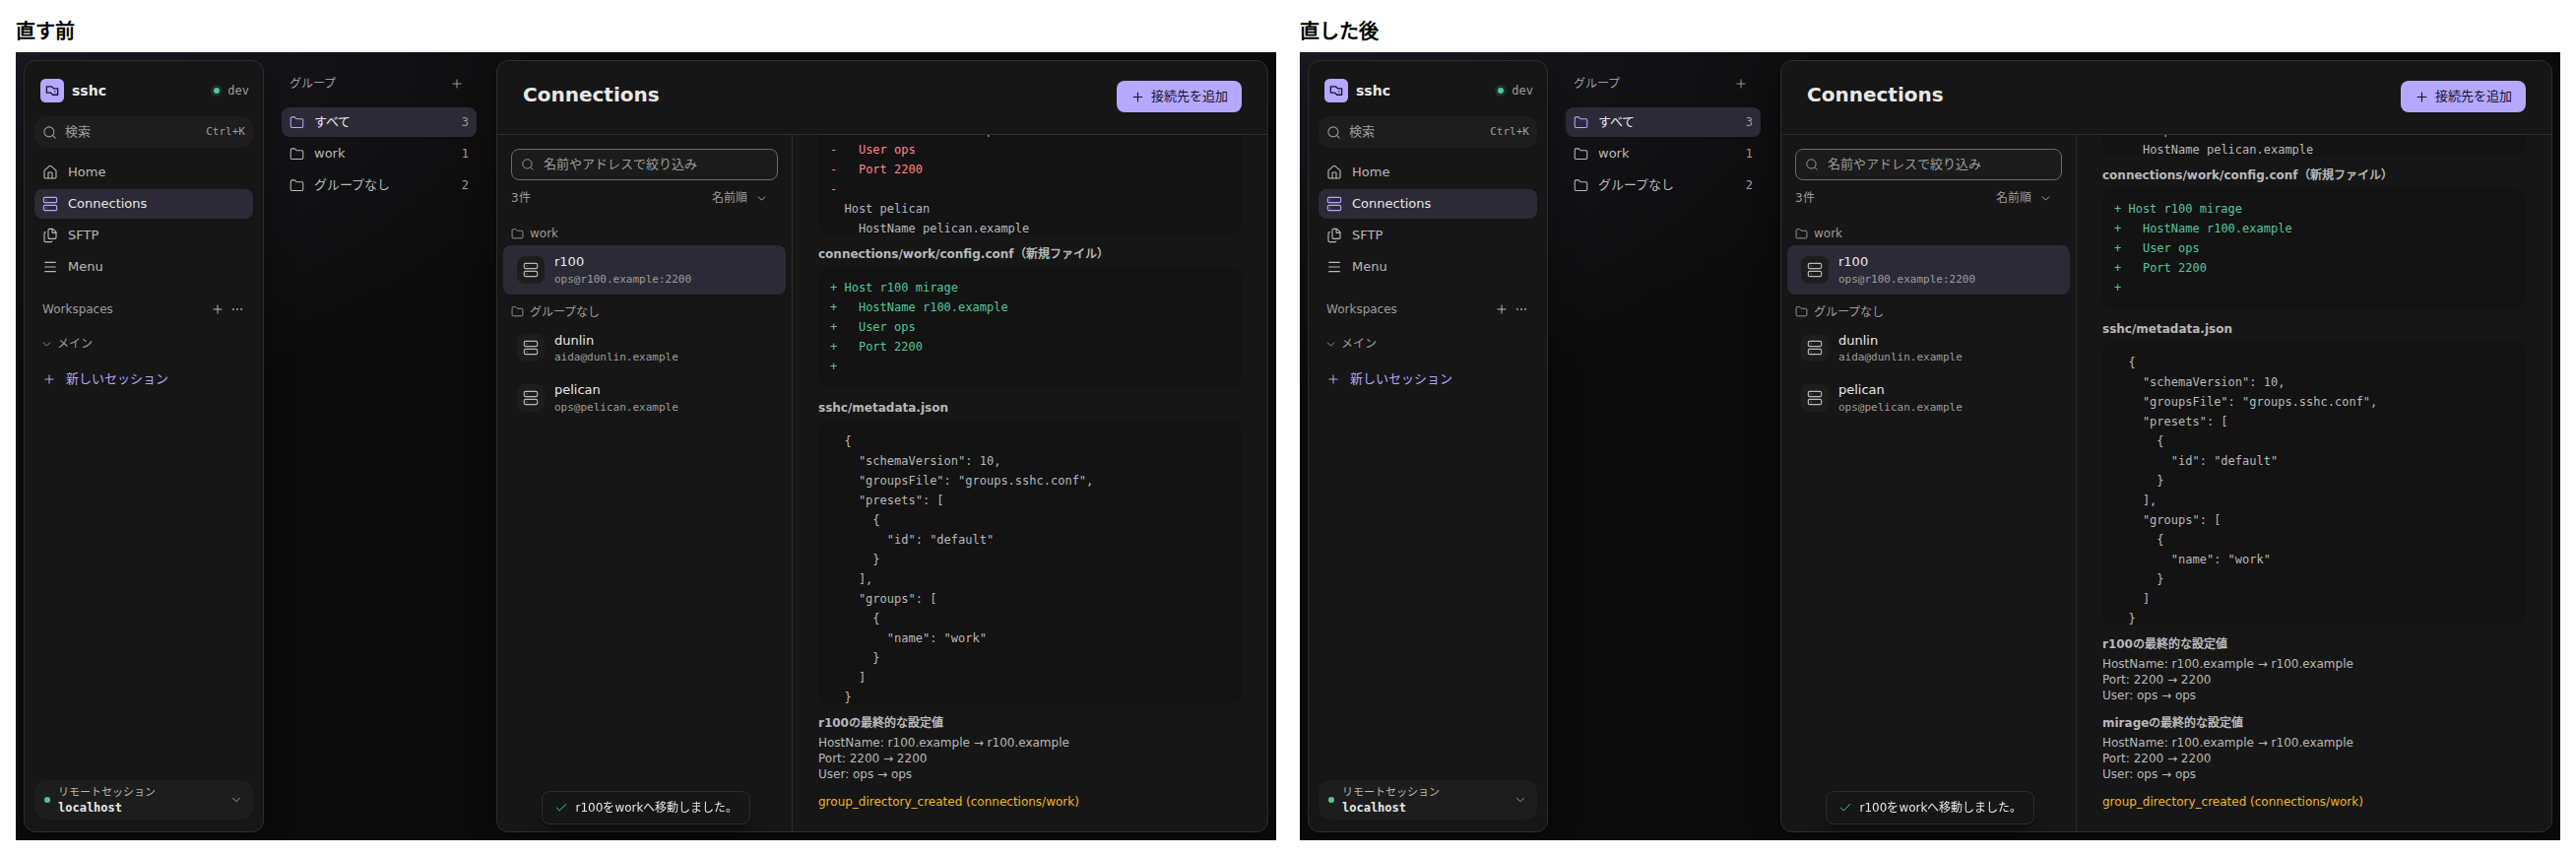 直す前
sshc
dev
検索
Ctrl+K
Home
Connections
SFTP
Menu
Workspaces
メイン
新しいセッション
リモートセッション
localhost
グループ
すべて 3
work 1
グループなし 2
Connections
接続先を追加
名前やアドレスで絞り込み
3件
名前順
work
r100
ops@r100.example:2200
グループなし
dunlin
aida@dunlin.example
pelican
ops@pelican.example
r100をworkへ移動しました。
-   User ops
-   Port 2200
-
Host pelican
  HostName pelican.example
connections/work/config.conf（新規ファイル）
+ Host r100 mirage
+   HostName r100.example
+   User ops
+   Port 2200
+
sshc/metadata.json
{
  "schemaVersion": 10,
  "groupsFile": "groups.sshc.conf",
  "presets": [
    {
      "id": "default"
    }
  ],
  "groups": [
    {
      "name": "work"
    }
  ]
}
r100の最終的な設定値
HostName: r100.example → r100.example
Port: 2200 → 2200
User: ops → ops
group_directory_created (connections/work)
直した後
sshc
dev
検索
Ctrl+K
Home
Connections
SFTP
Menu
Workspaces
メイン
新しいセッション
リモートセッション
localhost
グループ
すべて 3
work 1
グループなし 2
Connections
接続先を追加
名前やアドレスで絞り込み
3件
名前順
work
r100
ops@r100.example:2200
グループなし
dunlin
aida@dunlin.example
pelican
ops@pelican.example
r100をworkへ移動しました。
  HostName pelican.example
connections/work/config.conf（新規ファイル）
+ Host r100 mirage
+   HostName r100.example
+   User ops
+   Port 2200
+
sshc/metadata.json
{
  "schemaVersion": 10,
  "groupsFile": "groups.sshc.conf",
  "presets": [
    {
      "id": "default"
    }
  ],
  "groups": [
    {
      "name": "work"
    }
  ]
}
r100の最終的な設定値
HostName: r100.example → r100.example
Port: 2200 → 2200
User: ops → ops
mirageの最終的な設定値
HostName: r100.example → r100.example
Port: 2200 → 2200
User: ops → ops
group_directory_created (connections/work)